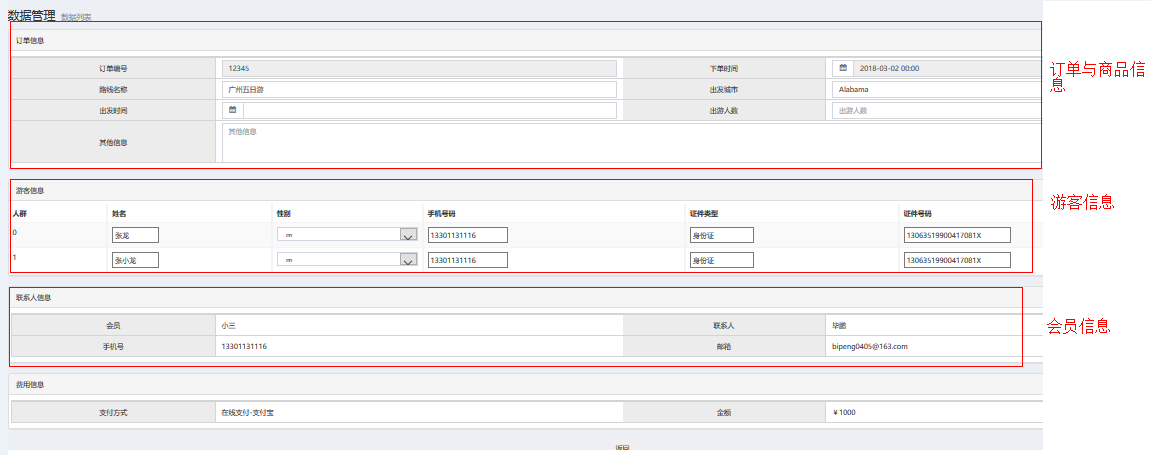 数据管理 数据列表
订单信息
订单编号 12345 下单时间 2018-03-02 00:00
路线名称 广州五日游 出发城市 Alabama
出发时间 出游人数 出游人数
其他信息 其他信息
订单与商品信
息
游客信息
人群 姓名 性别 手机号码 证件类型 证件号码
0 张龙 m 13301131116 身份证 13063519900417081X
1 张小龙 m 13301131116 身份证 13063519900417081X
游客信息
联系人信息
会员 小三 联系人 毕鹏
手机号 13301131116 邮箱 bipeng0405@163.com
会员信息
费用信息
支付方式 在线支付-支付宝 金额 ¥1000
返回